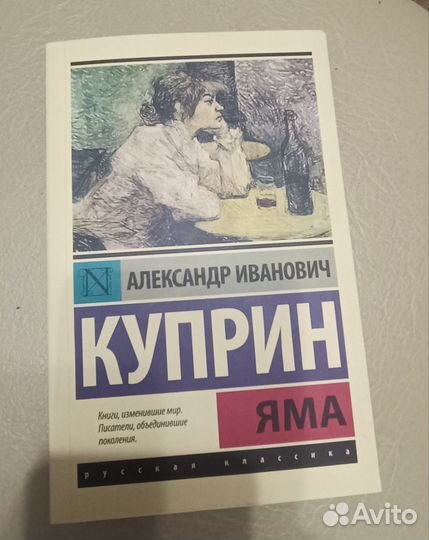 АЛЕКСАНДР ИВАНОВИЧ
КУПРИН
Книги, изменившие мир.
Писатели, объединившие
поколения.
ЯМА
русская классика
Avito